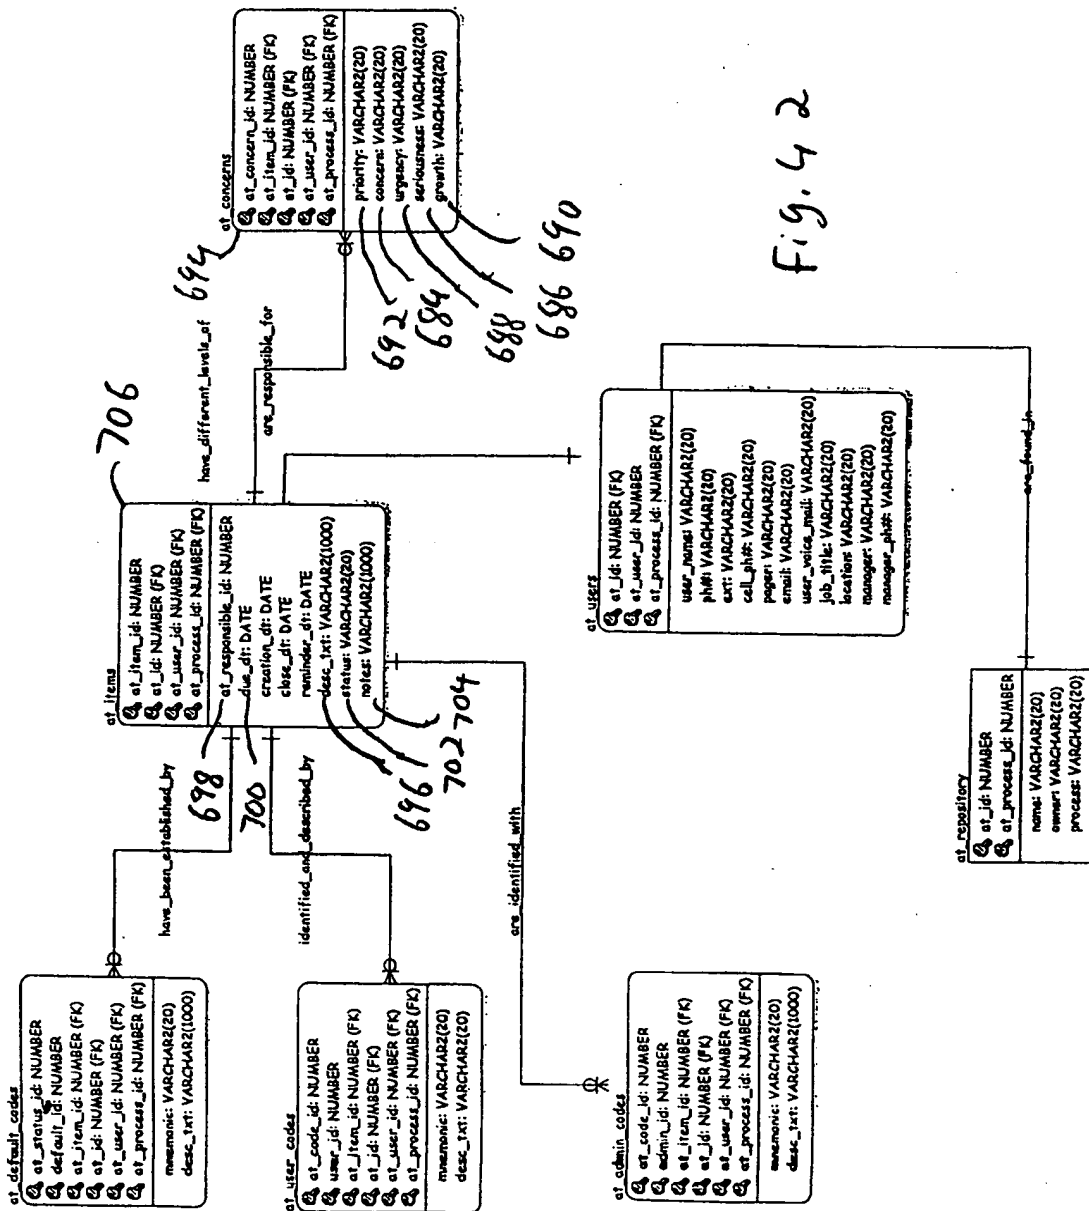 at_default_codes
at_status_id: NUMBER
default_id: NUMBER
at_item_id: NUMBER (FK)
at_id: NUMBER (FK)
at_user_id: NUMBER (FK)
at_process_id: NUMBER (FK)
mnemonic: VARCHAR2(20)
desc_txt: VARCHAR2(1000)
at_user_codes
at_code_id: NUMBER
user_id: NUMBER
at_item_id: NUMBER (FK)
at_id: NUMBER (FK)
at_user_id: NUMBER (FK)
at_process_id: NUMBER (FK)
mnemonic: VARCHAR2(20)
desc_txt: VARCHAR2(20)
at_admin_codes
at_code_id: NUMBER
admin_id: NUMBER
at_item_id: NUMBER (FK)
at_id: NUMBER (FK)
at_user_id: NUMBER (FK)
at_process_id: NUMBER (FK)
mnemonic: VARCHAR2(20)
desc_txt: VARCHAR2(1000)
have_been_established_by
identified_and_described_by
are_identified_with
at_items
at_item_id: NUMBER
at_id: NUMBER (FK)
at_user_id: NUMBER (FK)
at_process_id: NUMBER (FK)
at_responsible_id: NUMBER
due_dt: DATE
creation_dt: DATE
close_dt: DATE
reminder_dt: DATE
desc_txt: VARCHAR2(1000)
status: VARCHAR2(20)
notes: VARCHAR2(1000)
706
698
700
696
702
704
have_different_levels_of
are_responsible_for
at_concerns
at_concern_id: NUMBER
at_item_id: NUMBER (FK)
at_id: NUMBER (FK)
at_user_id: NUMBER (FK)
at_process_id: NUMBER (FK)
priority: VARCHAR2(20)
concern: VARCHAR2(20)
urgency: VARCHAR2(20)
seriousness: VARCHAR2(20)
growth: VARCHAR2(20)
694
692
684
688
686
690
at_users
at_id: NUMBER (FK)
at_user_id: NUMBER
at_process_id: NUMBER (FK)
user_name: VARCHAR2(20)
ph#: VARCHAR2(20)
ext: VARCHAR2(20)
cell_ph#: VARCHAR2(20)
pager: VARCHAR2(20)
email: VARCHAR2(20)
user_voice_mail: VARCHAR2(20)
job_title: VARCHAR2(20)
location: VARCHAR2(20)
manager: VARCHAR2(20)
manager_ph#: VARCHAR2(20)
are_found_in
at_repository
at_id: NUMBER
at_process_id: NUMBER
name: VARCHAR2(20)
owner: VARCHAR2(20)
process: VARCHAR2(20)
Fig. 42